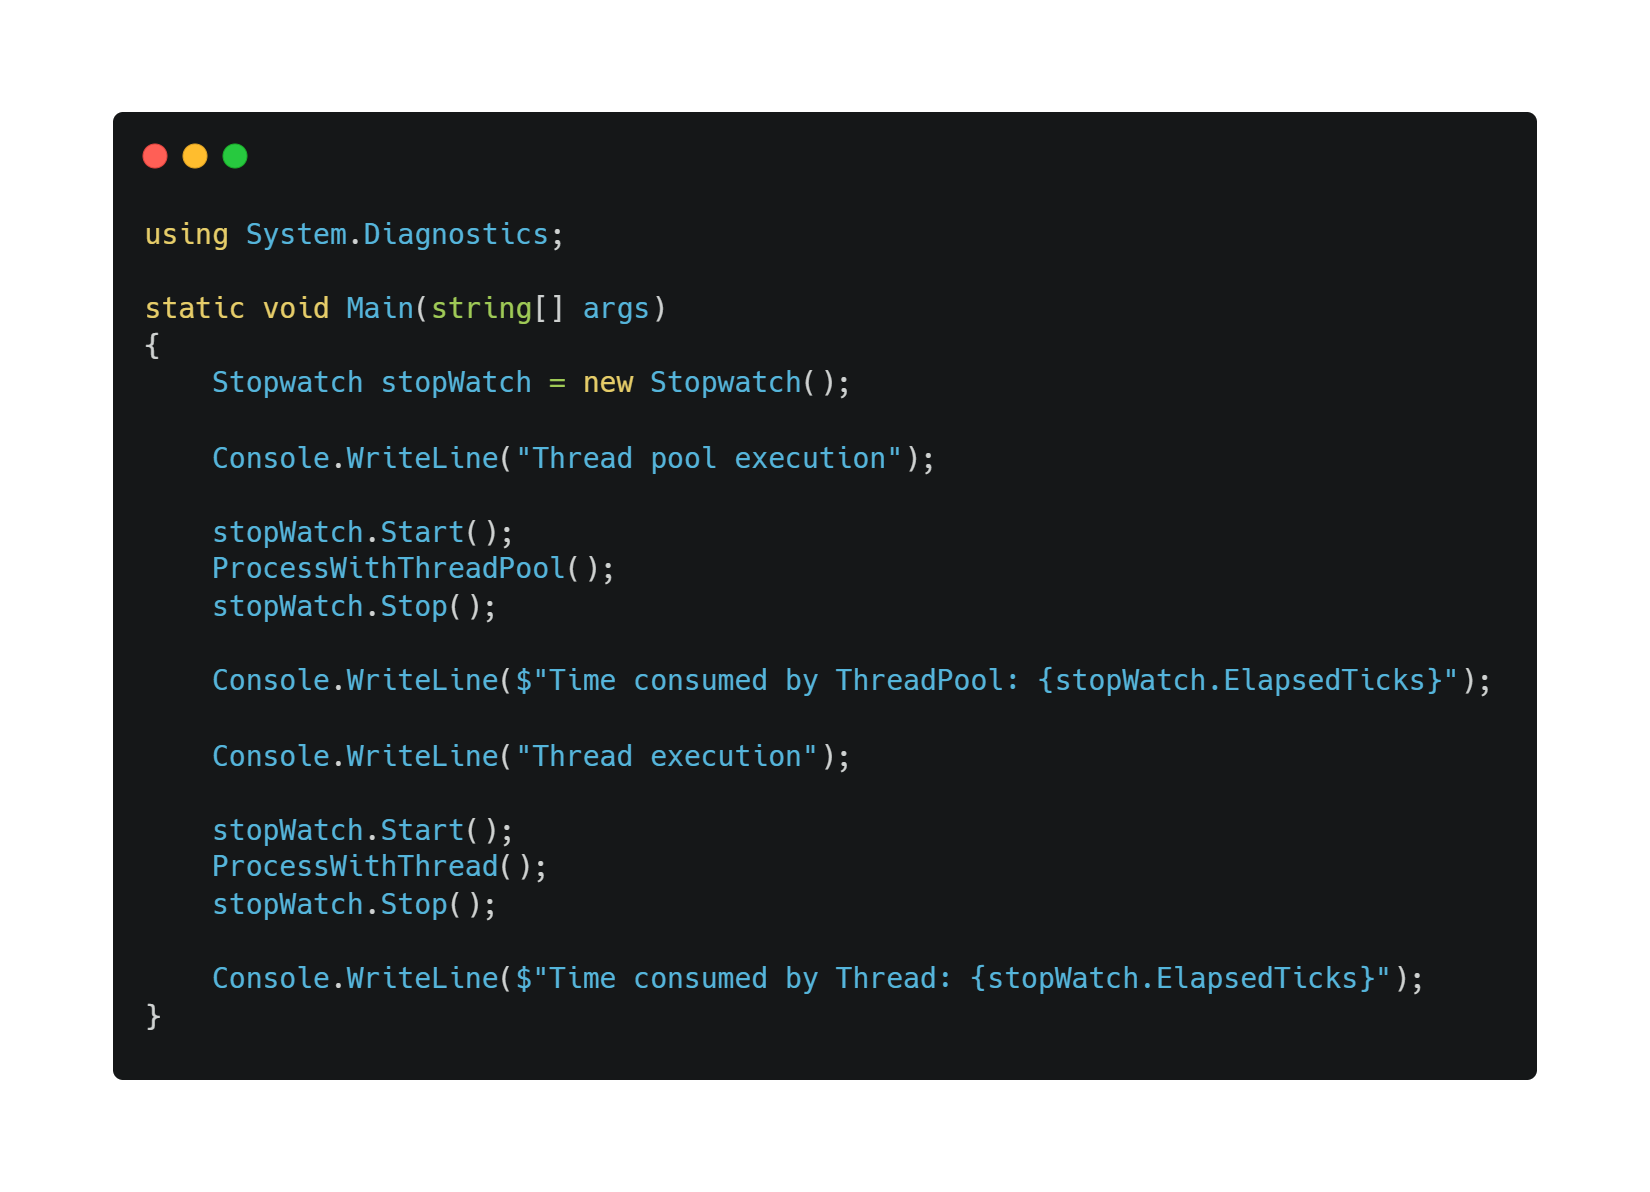 using System.Diagnostics;
static void Main(string[] args)
{
    Stopwatch stopWatch = new Stopwatch();
    Console.WriteLine("Thread pool execution");
    stopWatch.Start();
    ProcessWithThreadPool();
    stopWatch.Stop();
    Console.WriteLine($"Time consumed by ThreadPool: {stopWatch.ElapsedTicks}");
    Console.WriteLine("Thread execution");
    stopWatch.Start();
    ProcessWithThread();
    stopWatch.Stop();
    Console.WriteLine($"Time consumed by Thread: {stopWatch.ElapsedTicks}");
}